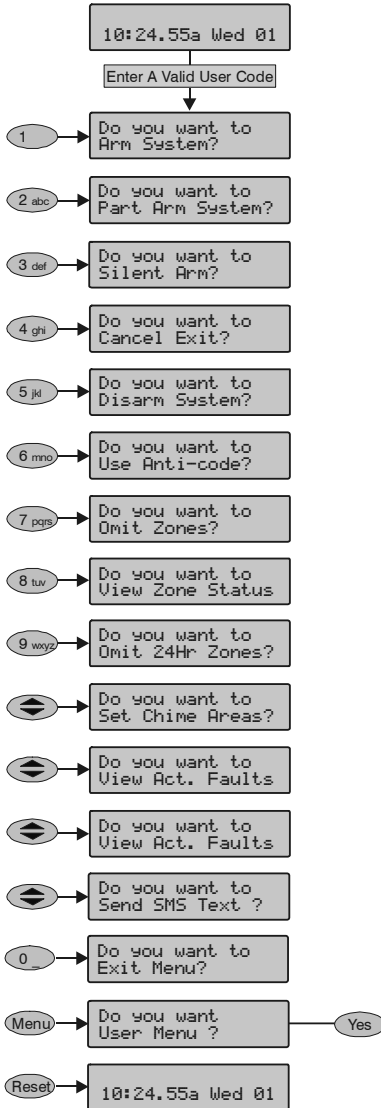 10:24.55a Wed 01
Enter A Valid User Code
1
Do you want to
Arm System?
2 abc
Do you want to
Part Arm System?
3 def
Do you want to
Silent Arm?
4 ghi
Do you want to
Cancel Exit?
5 jkl
Do you want to
Disarm System?
6 mno
Do you want to
Use Anti-code?
7 pqrs
Do you want to
Omit Zones?
8 tuv
Do you want to
View Zone Status
9 wxyz
Do you want to
Omit 24Hr Zones?
Do you want to
Set Chime Areas?
Do you want to
View Act. Faults
Do you want to
View Act. Faults
Do you want to
Send SMS Text ?
0 _
Do you want to
Exit Menu?
Menu
Do you want
User Menu ?
Yes
Reset
10:24.55a Wed 01